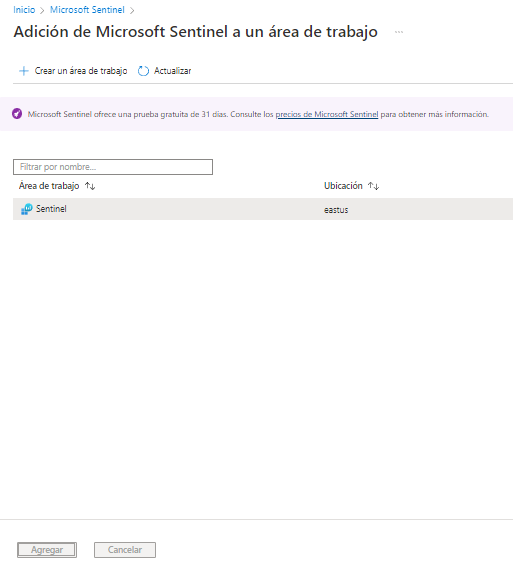 Inicio > Microsoft Sentinel >
Adición de Microsoft Sentinel a un área de trabajo ...
+ Crear un área de trabajo Actualizar
Microsoft Sentinel ofrece una prueba gratuita de 31 días. Consulte los precios de Microsoft Sentinel para obtener más información.
Filtrar por nombre...
Área de trabajo ↑↓ Ubicación ↑↓
Sentinel eastus
Agregar Cancelar